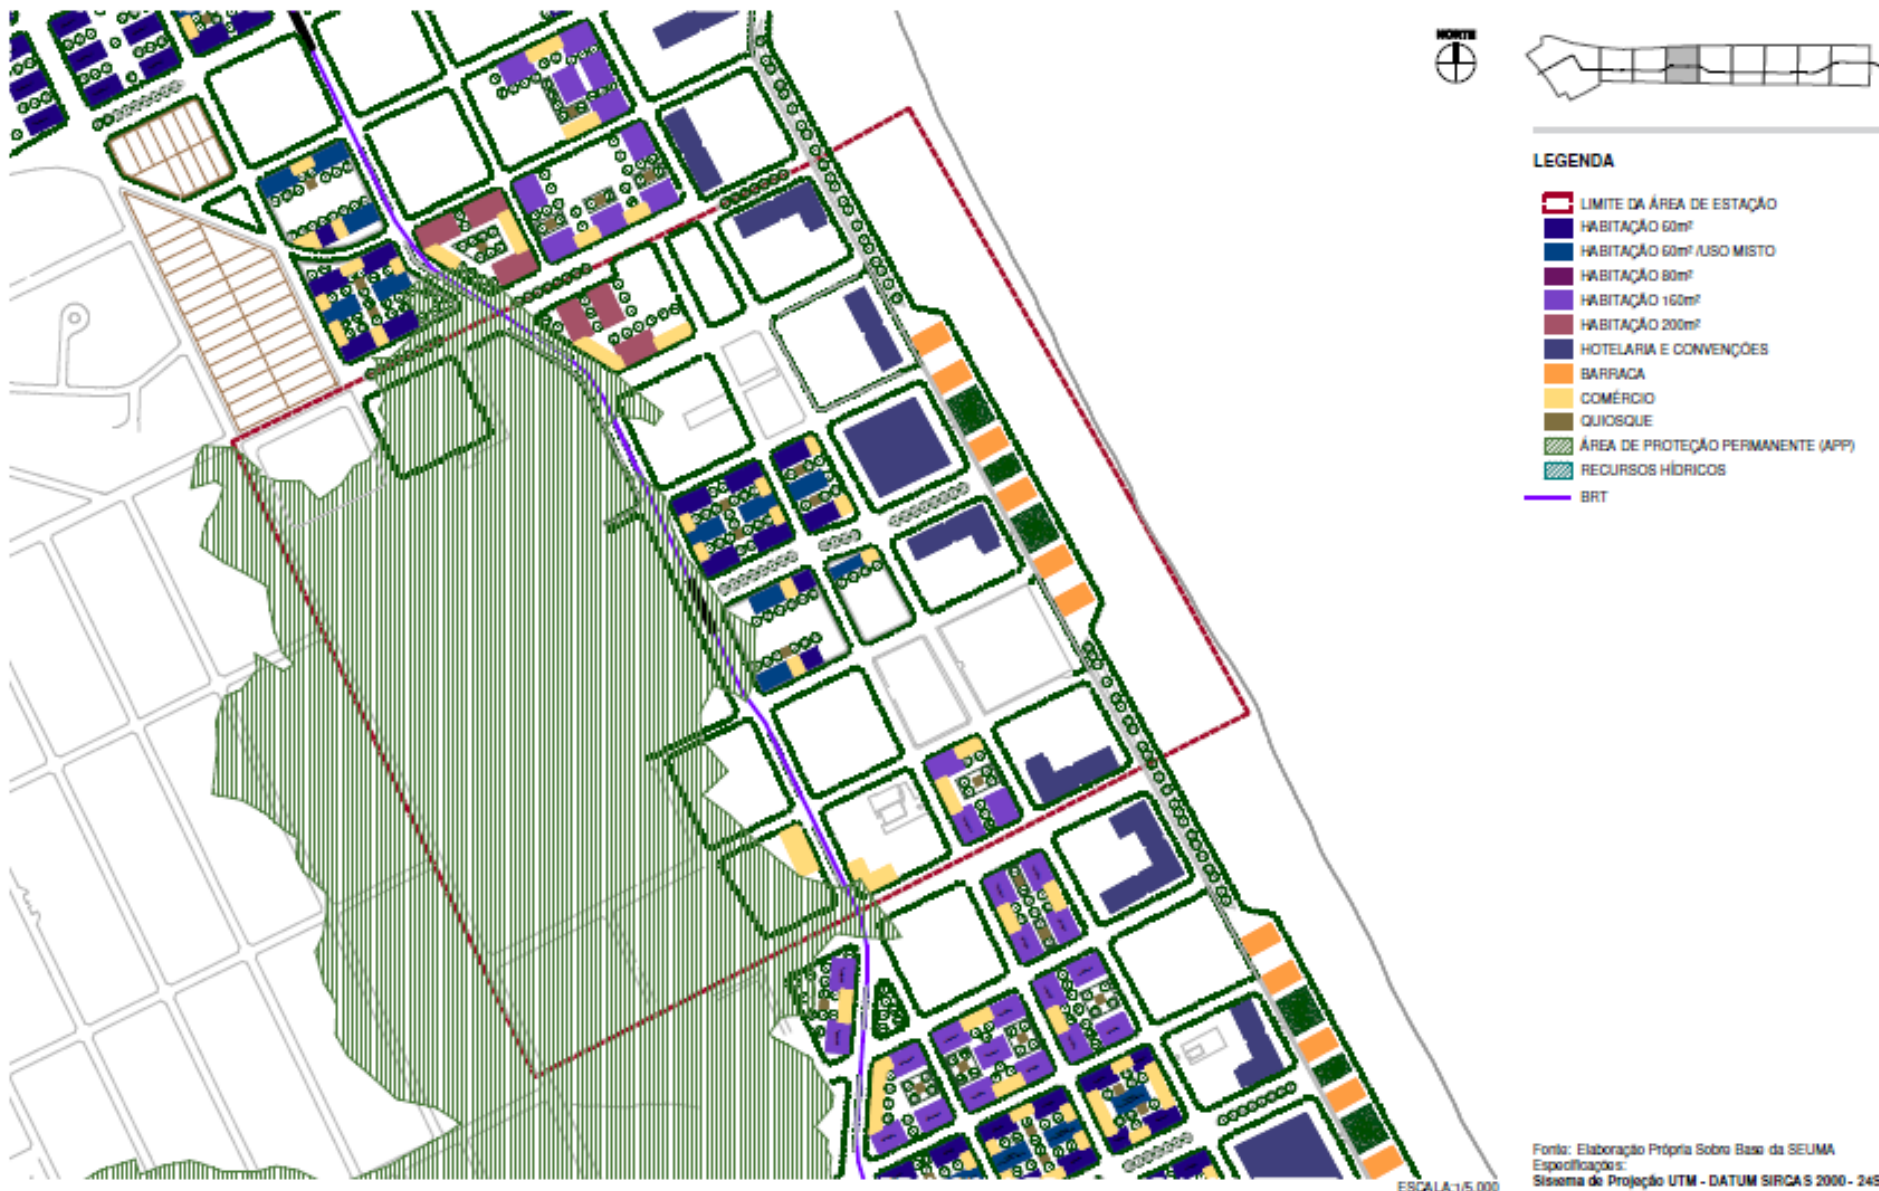 NORTE
LEGENDA
LIMITE DA ÁREA DE ESTAÇÃO
HABITAÇÃO 60m²
HABITAÇÃO 60m² /USO MISTO
HABITAÇÃO 80m²
HABITAÇÃO 160m²
HABITAÇÃO 200m²
HOTELARIA E CONVENÇÕES
BARRACA
COMÉRCIO
QUIOSQUE
ÁREA DE PROTEÇÃO PERMANENTE (APP)
RECURSOS HÍDRICOS
BRT
Fonte: Elaboração Própria Sobre Base da SEUMA
Especificações:
Sistema de Projeção UTM - DATUM SIRGAS 2000 - 24S
ESCALA:1/5.000